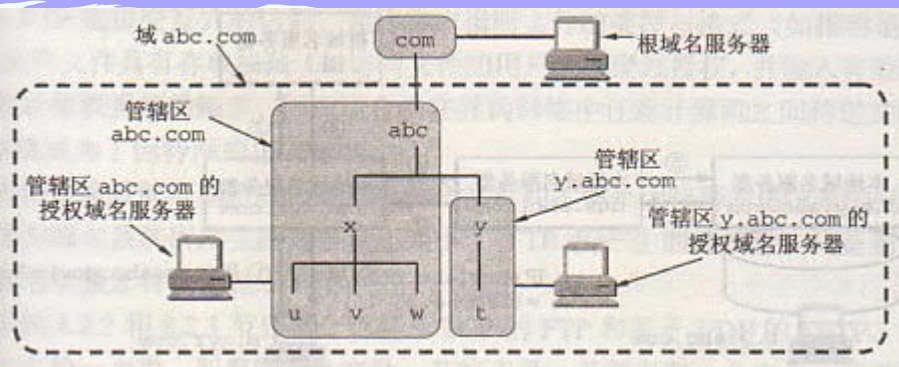 域 abc.com
com
根域名服务器
管辖区
abc.com
abc
管辖区
y.abc.com
管辖区 abc.com 的
授权域名服务器
管辖区 y.abc.com 的
授权域名服务器
x
y
u
v
w
t